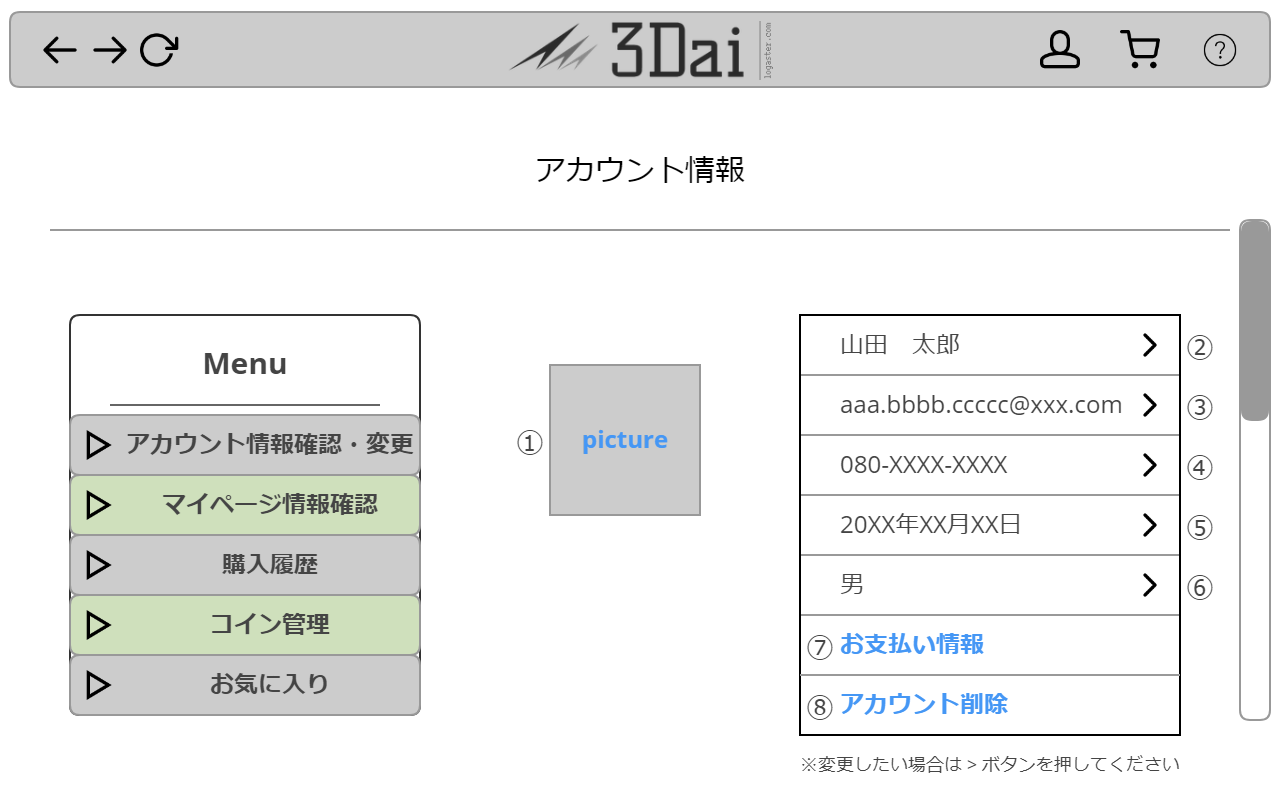 3Dai
logaster.com
?
アカウント情報
Menu
アカウント情報確認・変更
マイページ情報確認
購入履歴
コイン管理
お気に入り
①
picture
山田　太郎
②
aaa.bbbb.ccccc@xxx.com
③
080-XXXX-XXXX
④
20XX年XX月XX日
⑤
男
⑥
⑦ お支払い情報
⑧ アカウント削除
※変更したい場合は > ボタンを押してください